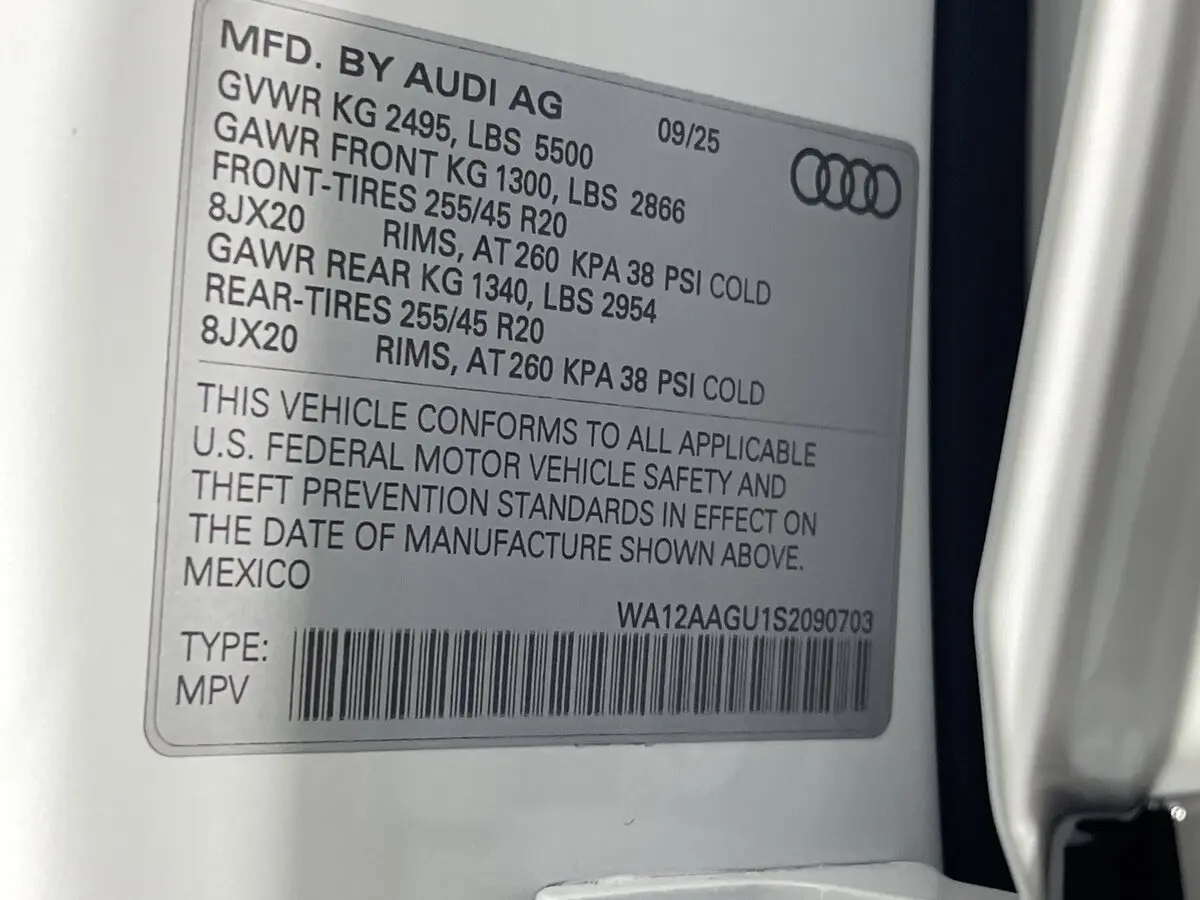 MFD. BY AUDI AG 09/25
GVWR KG 2495, LBS 5500
GAWR FRONT KG 1300, LBS 2866
FRONT-TIRES 255/45 R20
8JX20 RIMS, AT 260 KPA 38 PSI COLD
GAWR REAR KG 1340, LBS 2954
REAR-TIRES 255/45 R20
8JX20 RIMS, AT 260 KPA 38 PSI COLD
THIS VEHICLE CONFORMS TO ALL APPLICABLE
U.S. FEDERAL MOTOR VEHICLE SAFETY AND
THEFT PREVENTION STANDARDS IN EFFECT ON
THE DATE OF MANUFACTURE SHOWN ABOVE.
MEXICO
WA12AAGU1S2090703
TYPE:
MPV